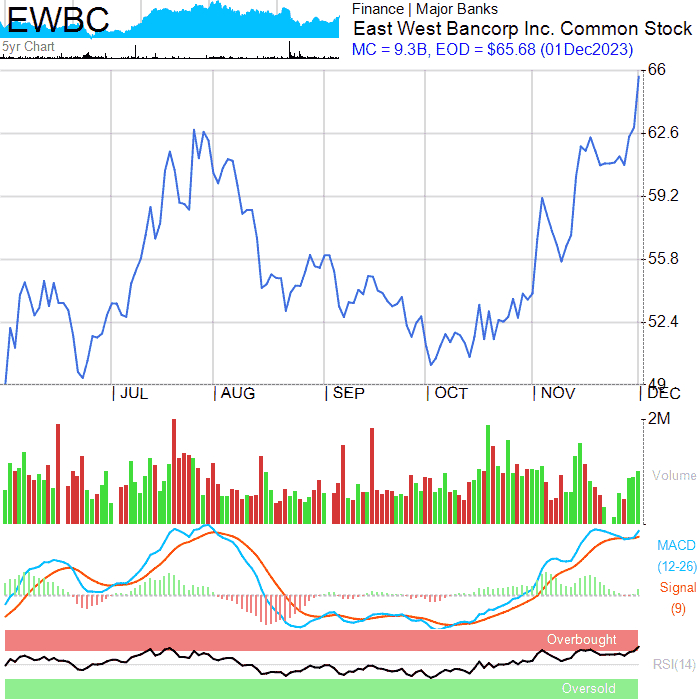 EWBC
5yr Chart
Finance | Major Banks
East West Bancorp Inc. Common Stock
MC = 9.3B, EOD = $65.68 (01Dec2023)
66
62.6
59.2
55.8
52.4
49
JUL
AUG
SEP
OCT
NOV
DEC
2M
Volume
MACD
(12-26)
Signal
(9)
Overbought
RSI(14)
Oversold